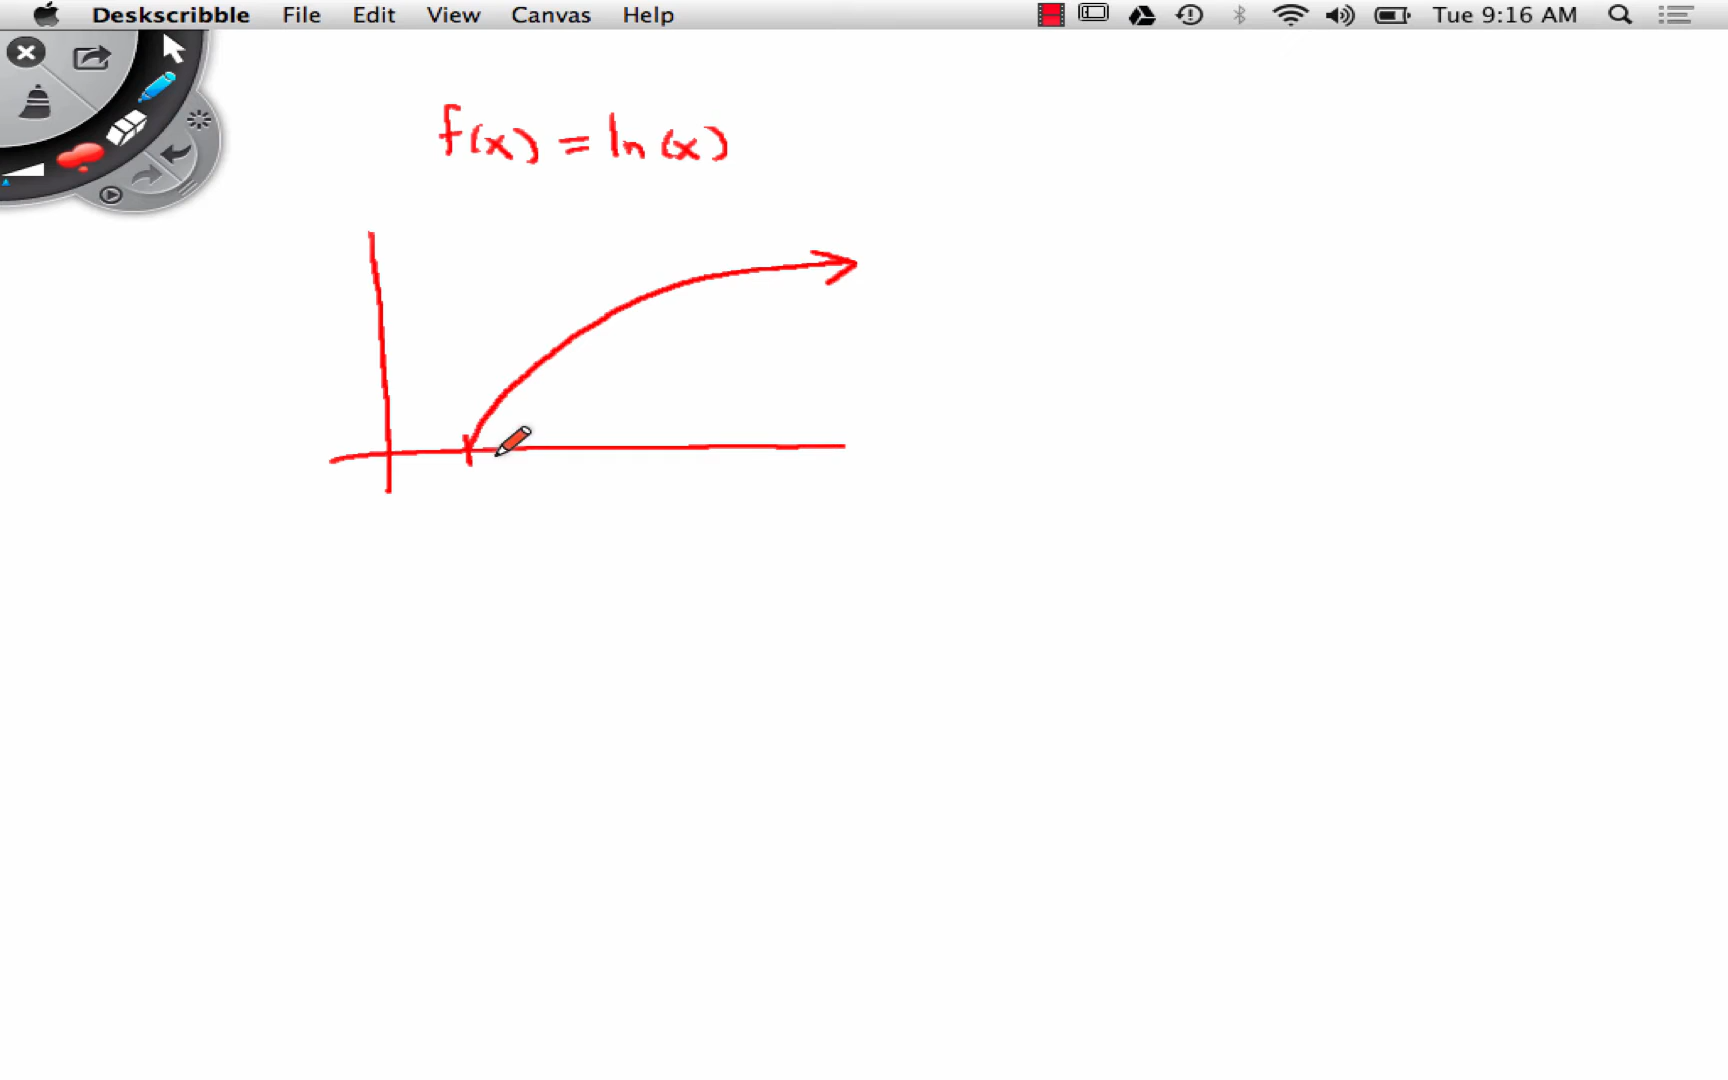 Deskscribble File Edit View Canvas Help Tue 9:16 AM
f(x) = ln(x)